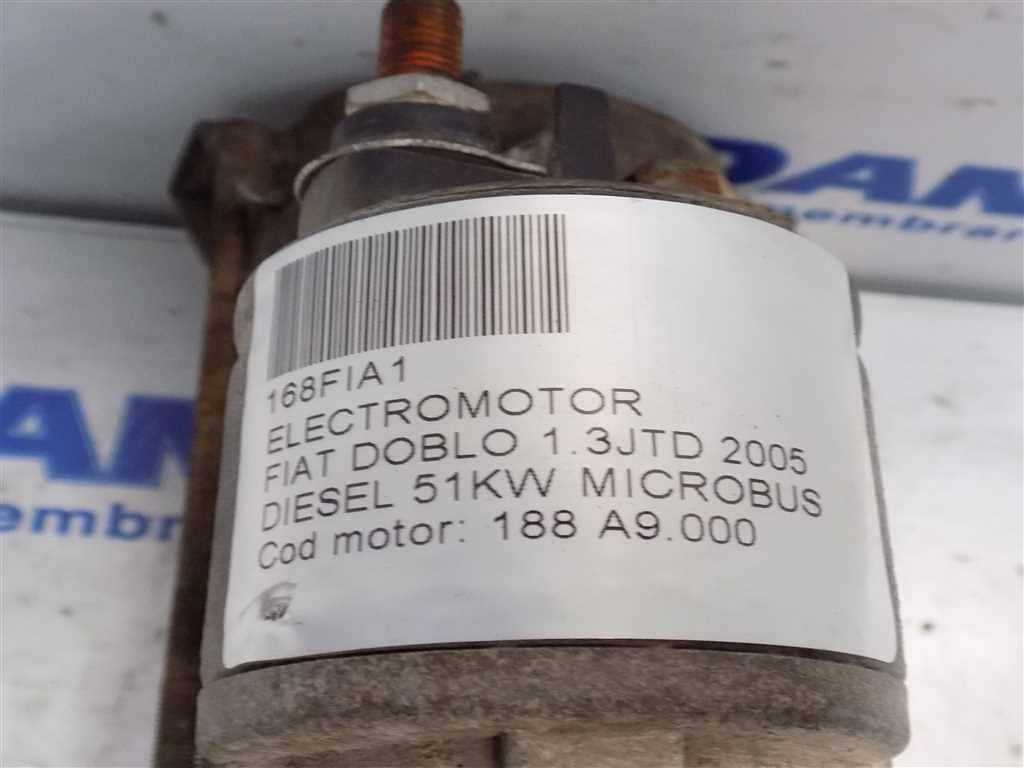 168FIA1
ELECTROMOTOR
FIAT DOBLO 1.3JTD 2005
DIESEL 51KW MICROBUS
Cod motor: 188 A9.000